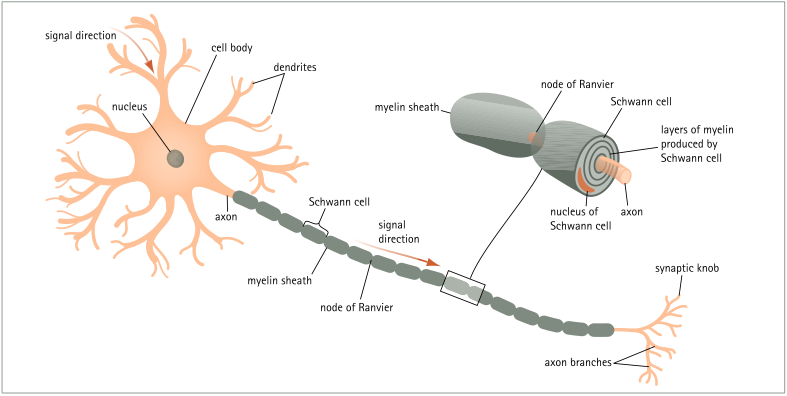 signal direction
cell body
dendrites
nucleus
axon
Schwann cell
signal
direction
myelin sheath
node of Ranvier
myelin sheath
node of Ranvier
Schwann cell
layers of myelin
produced by
Schwann cell
nucleus of
Schwann cell
axon
synaptic knob
axon branches